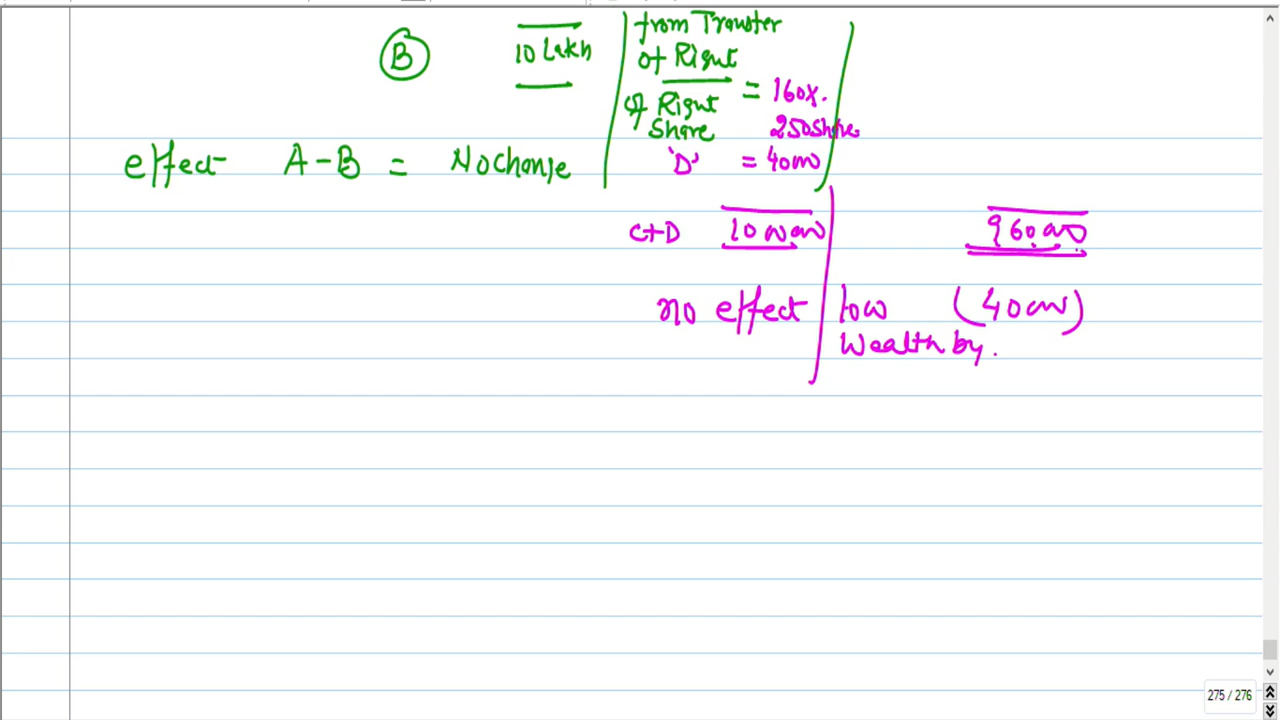 from Transfer
B 10 Lakh of Right
of Right = 160x.
Share 250 Share
effect A-B = No change 'D' = 40000
C+D 1000000 960000
no effect low (40000)
Wealth by.
275 / 276